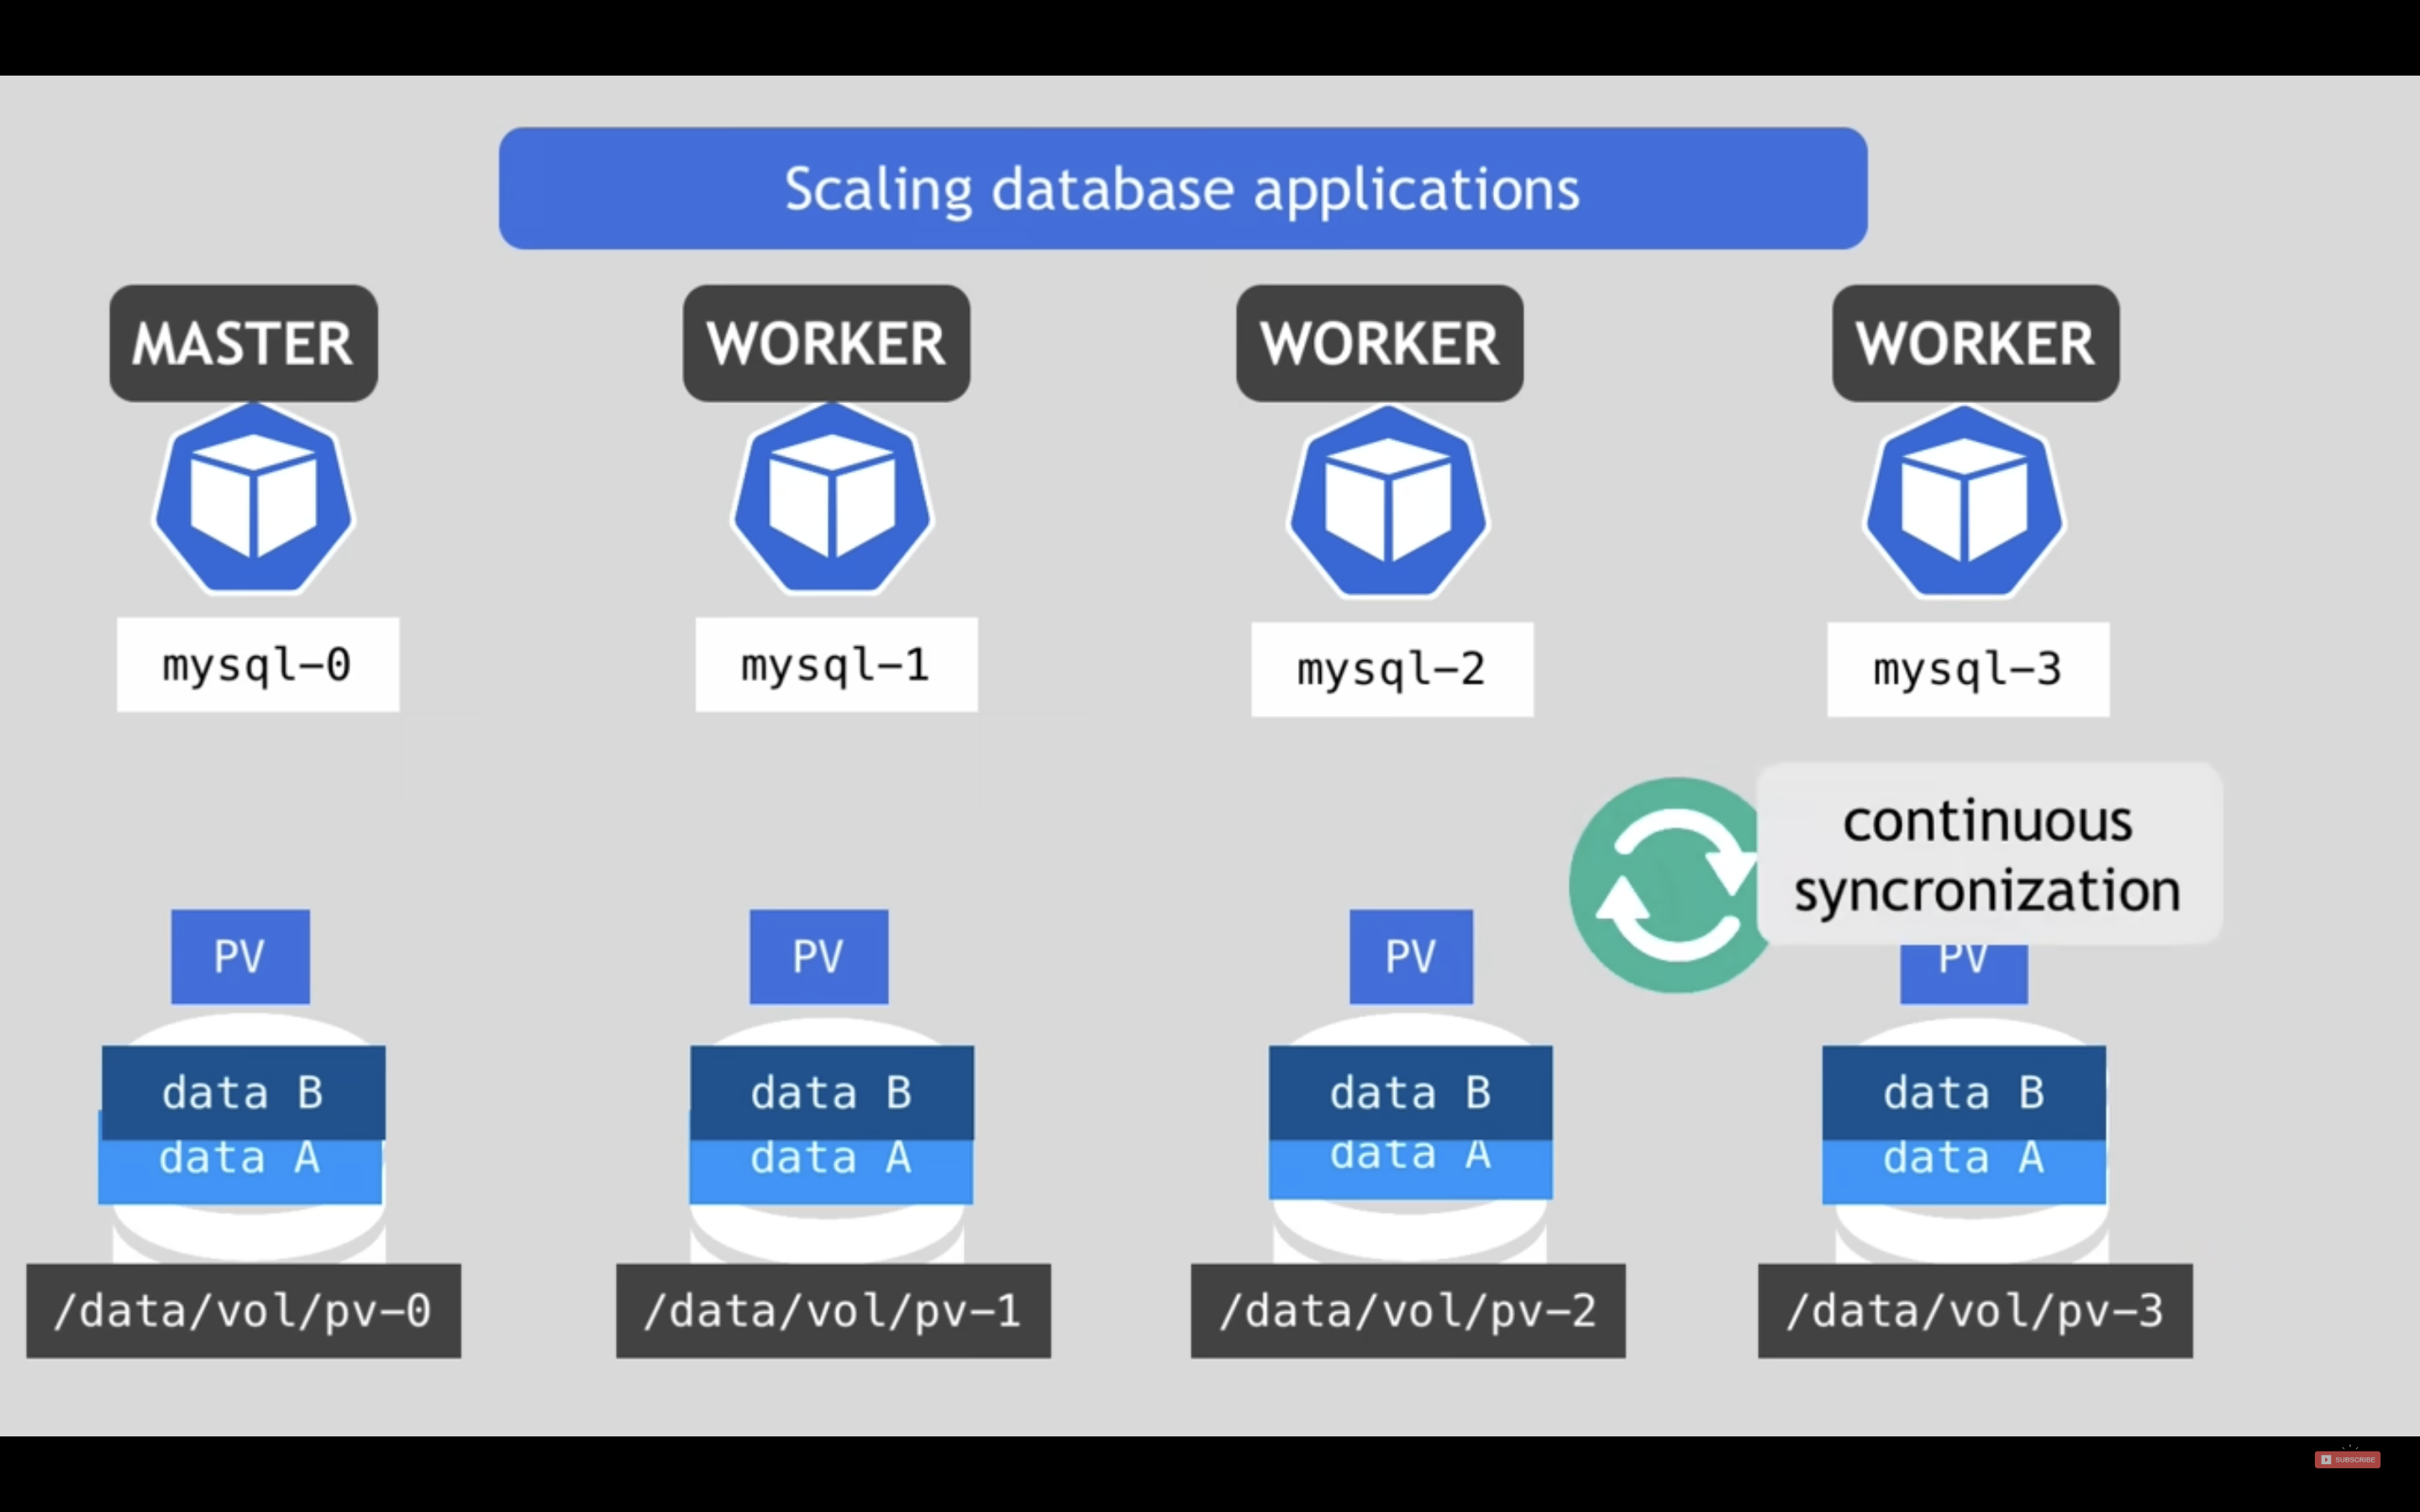 Scaling database applications
MASTER
WORKER
WORKER
WORKER
mysql-0
mysql-1
mysql-2
mysql-3
continuous
syncronization
PV
PV
PV
PV
data B
data B
data B
data B
data A
data A
data A
data A
/data/vol/pv-0
/data/vol/pv-1
/data/vol/pv-2
/data/vol/pv-3
SUBSCRIBE